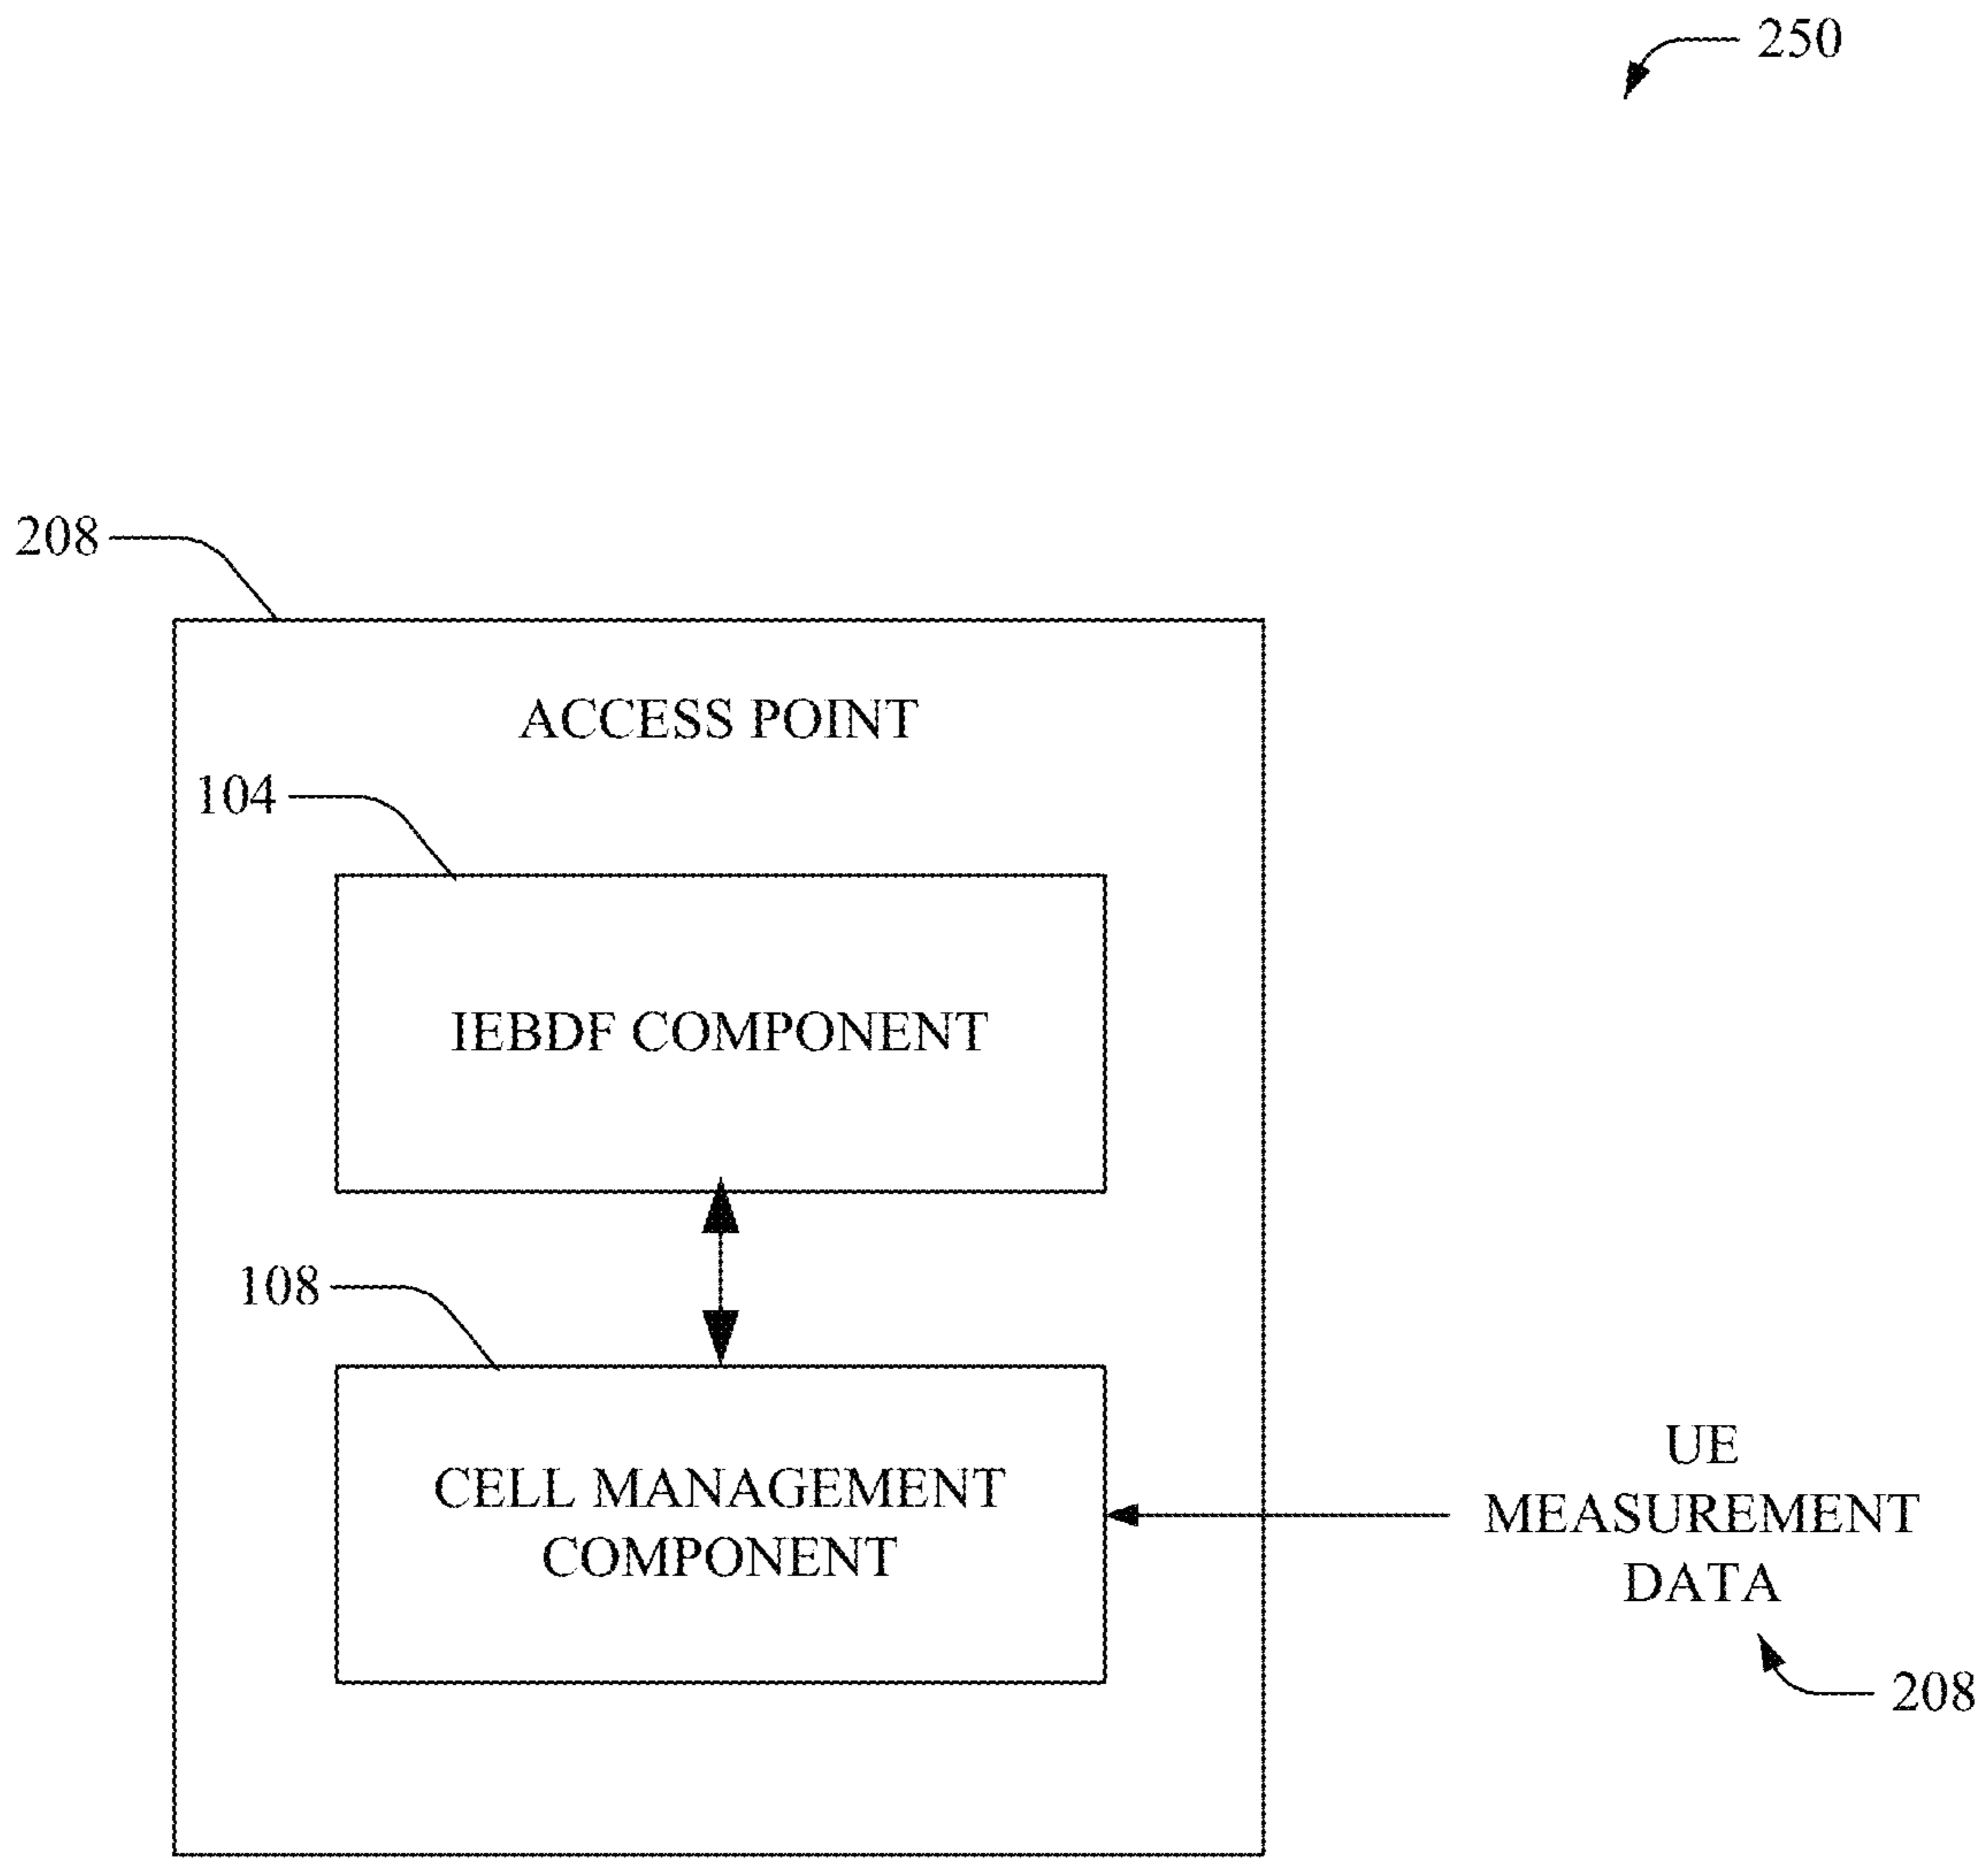 250
208
ACCESS POINT
104
IEBDF COMPONENT
108
CELL MANAGEMENT
COMPONENT
UE
MEASUREMENT
DATA
208